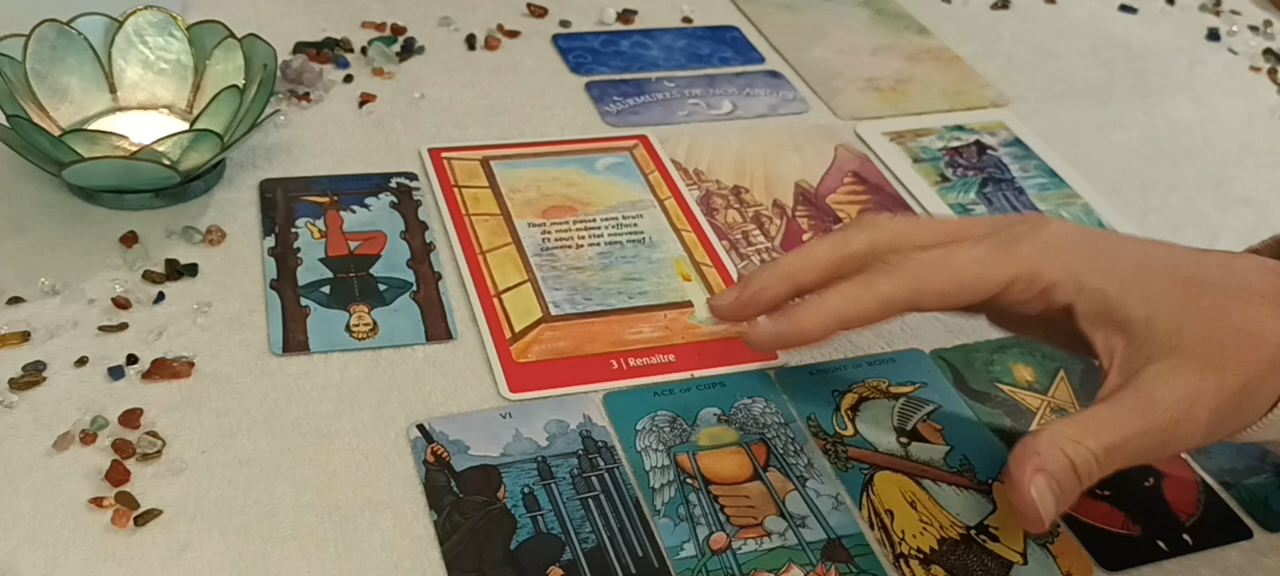 MURMURES DE NOS ANGES
Tout mon passé sans bruit
de moi-même s'efface
Et sous le ciel nouveau
comme je me sens neuf !
3 | Renaître
VI
ACE OF CUPS
KNIGHT OF RODS